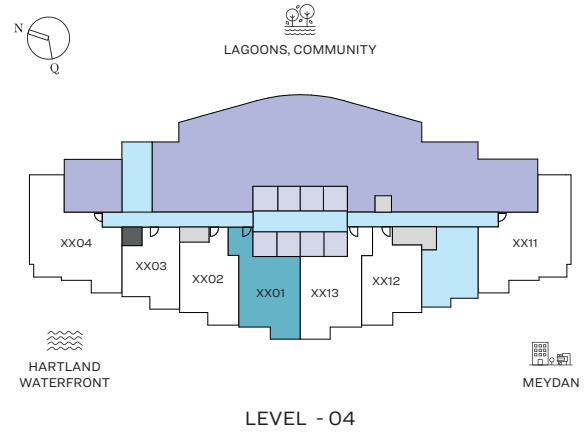 N
Q
LAGOONS, COMMUNITY
XX04
XX03
XX02
XX01
XX13
XX12
XX11
HARTLAND
WATERFRONT
MEYDAN
LEVEL - 04